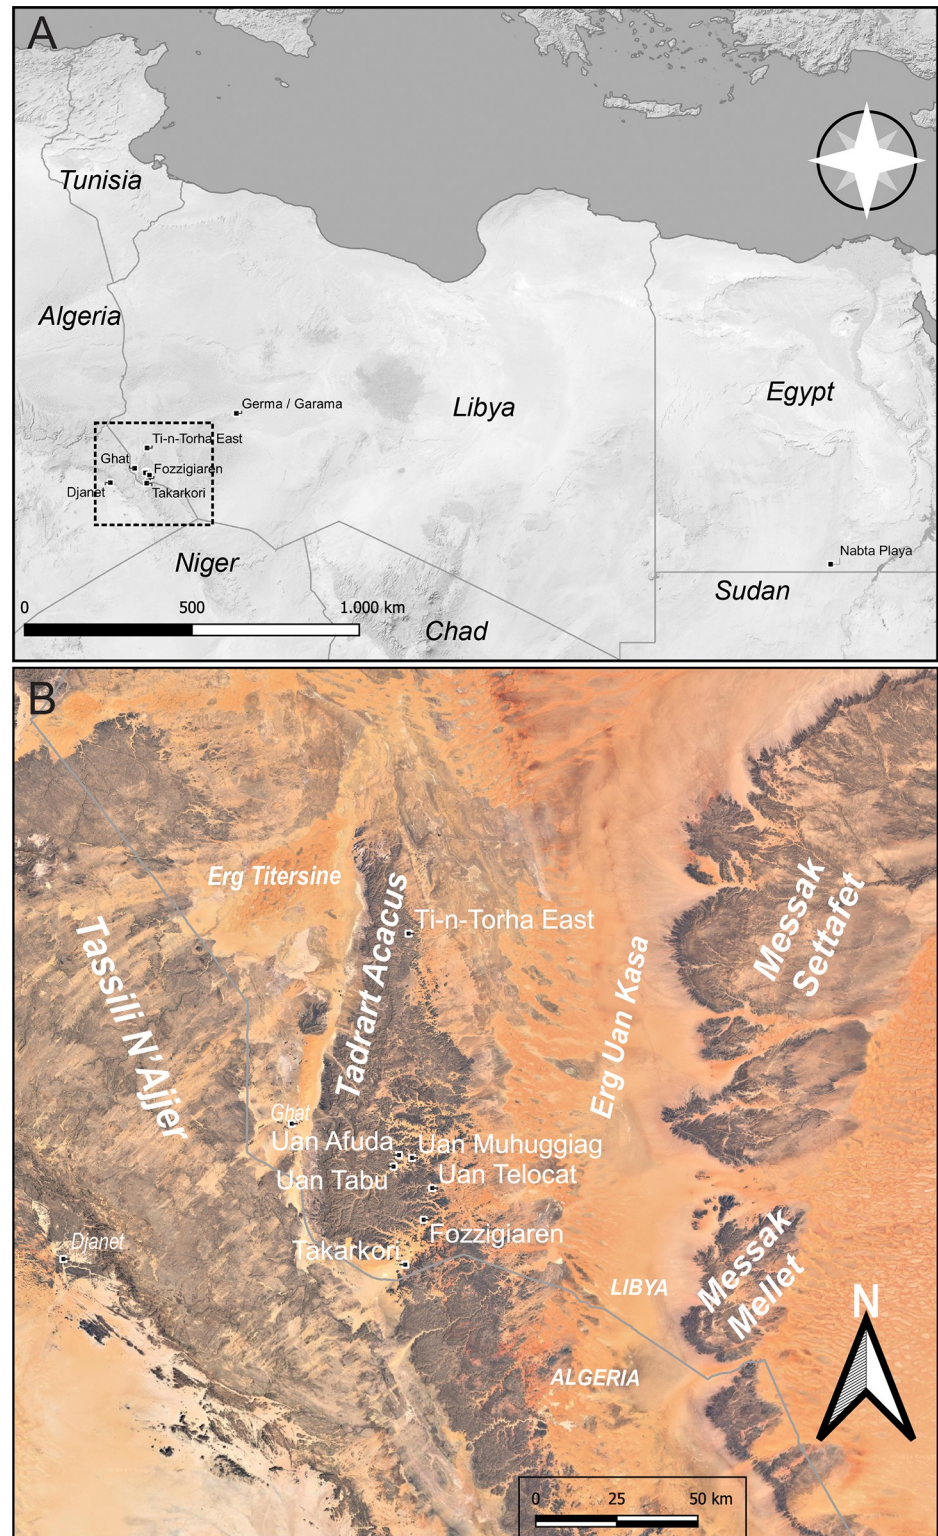 A
Tunisia
Algeria
Libya
Egypt
Germa / Garama
Ti-n-Torha East
Ghat
Fozzigiaren
Djanet
Takarkori
Nabta Playa
Niger
Sudan
Chad
0 500 1.000 km
B
Erg Titersine
Tassili N'Ajjer
Tadrart Acacus
Ti-n-Torha East
Erg Uan Kasa
Messak
Settafet
Ghat
Uan Afuda
Uan Muhuggiag
Uan Tabu
Uan Telocat
Djanet
Fozzigiaren
Takarkori
Messak
Mellet
LIBYA
ALGERIA
N
0 25 50 km